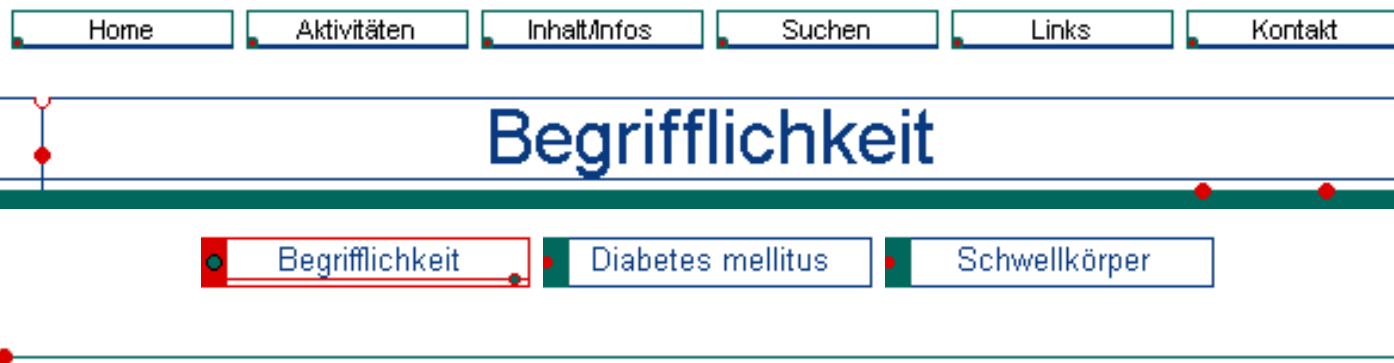 Home Aktivitäten Inhalt/Infos Suchen Links Kontakt
Begrifflichkeit
Begrifflichkeit Diabetes mellitus Schwellkörper